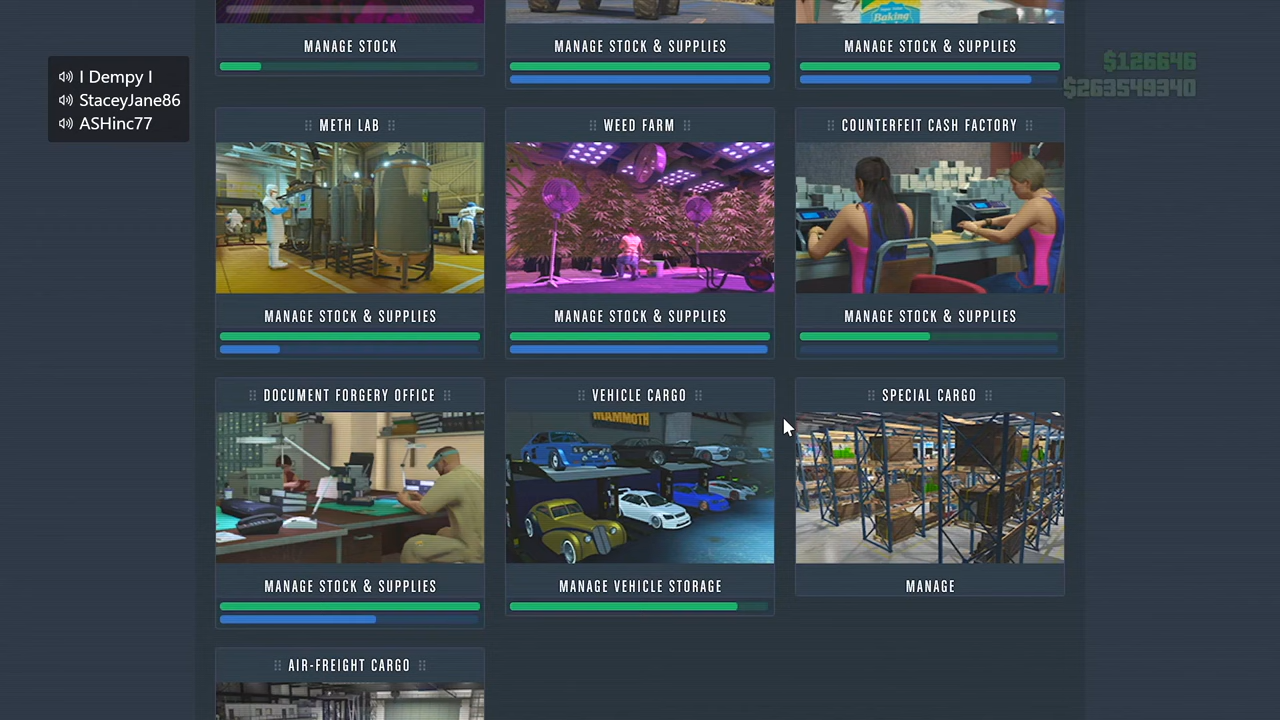 Baking
MANAGE STOCK
MANAGE STOCK & SUPPLIES
MANAGE STOCK & SUPPLIES
I Dempy I
StaceyJane86
ASHinc77
$126646
$263549340
METH LAB
WEED FARM
COUNTERFEIT CASH FACTORY
MANAGE STOCK & SUPPLIES
MANAGE STOCK & SUPPLIES
MANAGE STOCK & SUPPLIES
DOCUMENT FORGERY OFFICE
VEHICLE CARGO
SPECIAL CARGO
MAMMOTH
MANAGE STOCK & SUPPLIES
MANAGE VEHICLE STORAGE
MANAGE
AIR-FREIGHT CARGO